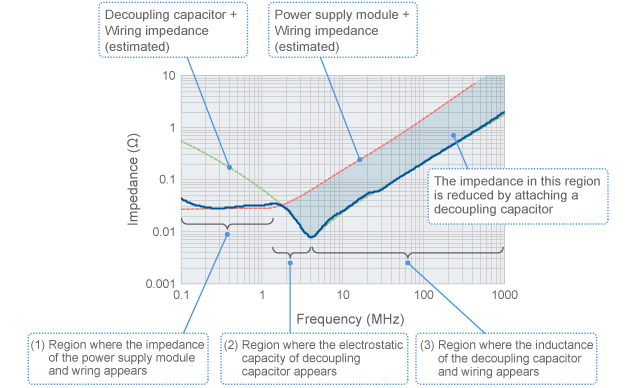 Decoupling capacitor +
Wiring impedance
(estimated)
Power supply module +
Wiring impedance
(estimated)
10
1
0.1
0.01
0.001
Impedance (Ω)
The impedance in this region
is reduced by attaching a
decoupling capacitor
0.1
1
10
100
1000
Frequency (MHz)
(1) Region where the impedance
of the power supply module
and wiring appears
(2) Region where the electrostatic
capacity of decoupling
capacitor appears
(3) Region where the inductance
of the decoupling capacitor
and wiring appears